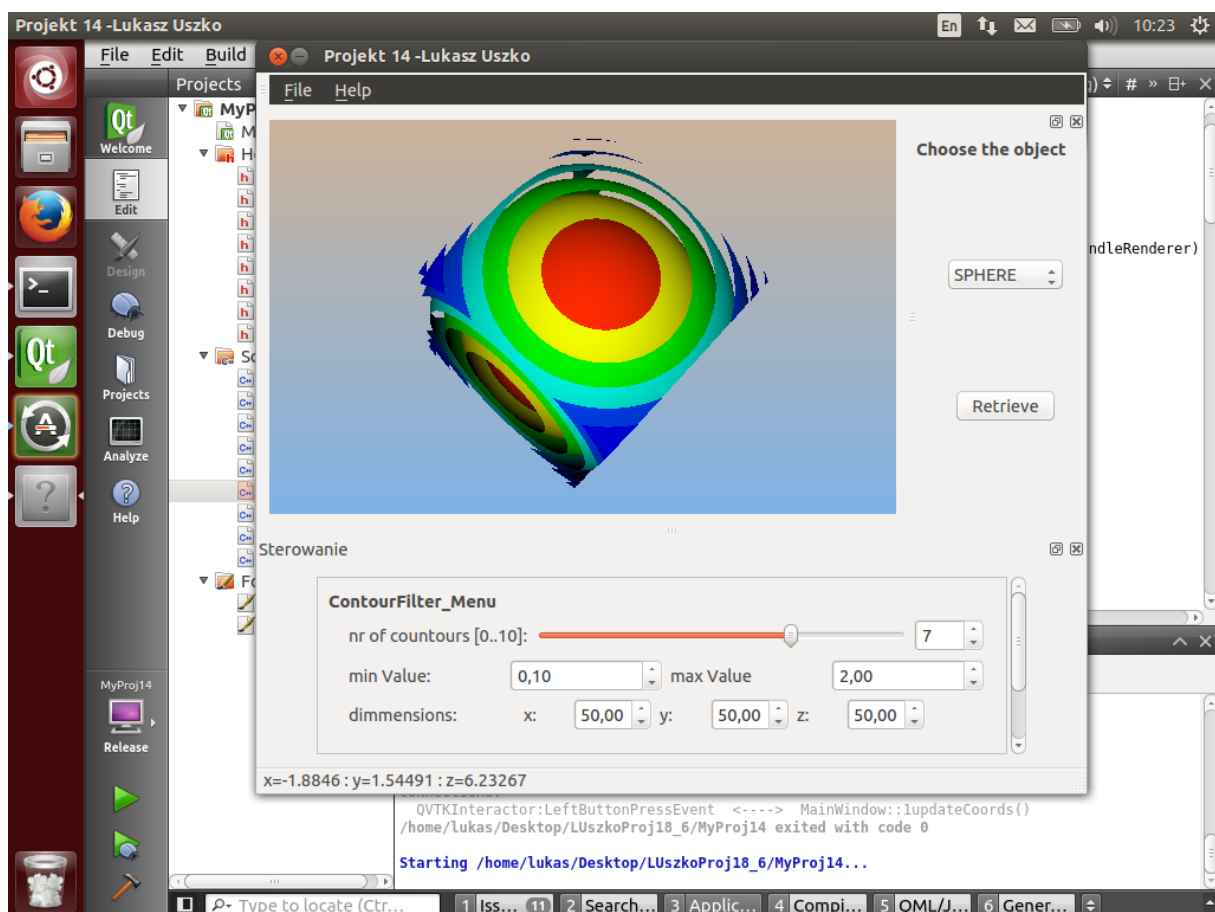 Projekt 14 -Lukasz Uszko
En
10:23
File Edit Build
Projekt 14 -Lukasz Uszko
File Help
Projects
Qt
Welcome
Edit
Design
Debug
Projects
Analyze
Help
MyProj14
Release
Choose the object
SPHERE
Retrieve
ndleRenderer)
Sterowanie
ContourFilter_Menu
nr of countours [0..10]: 7
min Value: 0,10 max Value 2,00
dimmensions: x: 50,00 y: 50,00 z: 50,00
x=-1.8846 : y=1.54491 : z=6.23267
QVTKInteractor:LeftButtonPressEvent <----> MainWindow::1updateCoords()
/home/lukas/Desktop/LUszkoProj18_6/MyProj14 exited with code 0
Starting /home/lukas/Desktop/LUszkoProj18_6/MyProj14...
Type to locate (Ctr...
1 Iss... 11 2 Search... 3 Applic... 4 Compi... 5 QML/J... 6 Gener...